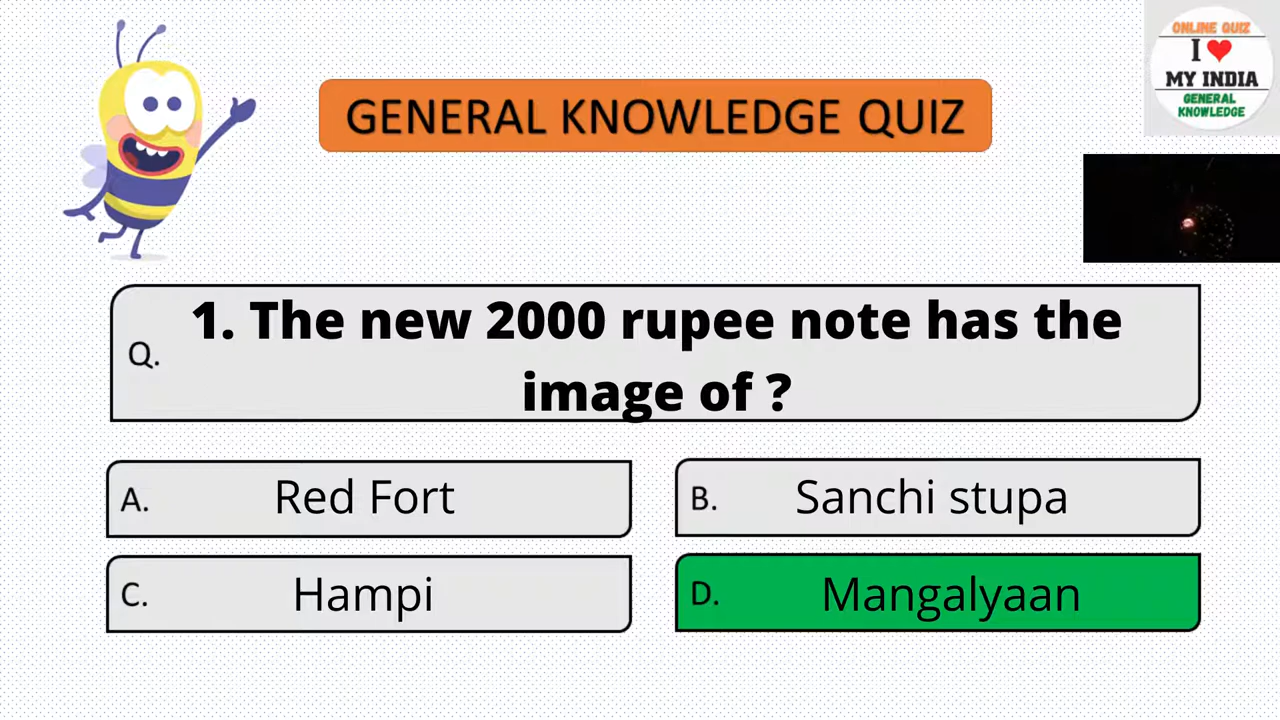 ONLINE QUIZ
I ❤
MY INDIA
GENERAL
KNOWLEDGE
GENERAL KNOWLEDGE QUIZ
Q. 1. The new 2000 rupee note has the
image of ?
A. Red Fort
B. Sanchi stupa
C. Hampi
D. Mangalyaan